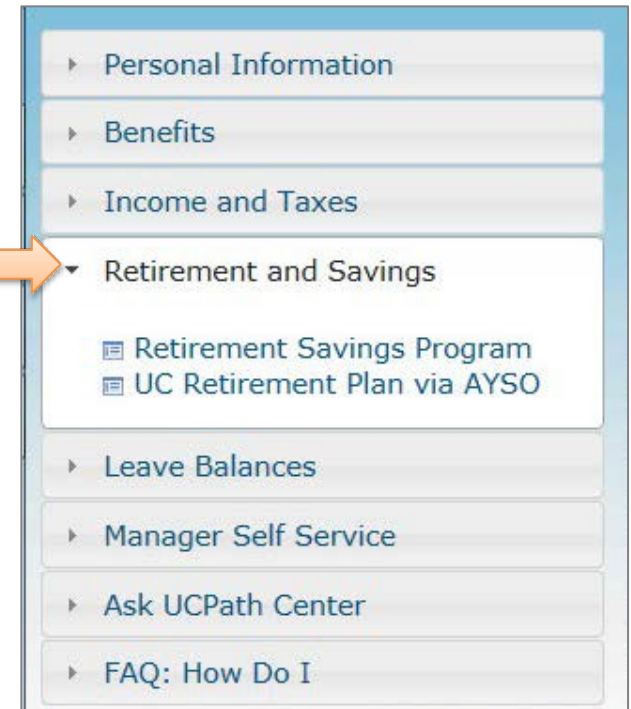 Personal Information
Benefits
Income and Taxes
Retirement and Savings
Retirement Savings Program
UC Retirement Plan via AYSO
Leave Balances
Manager Self Service
Ask UCPath Center
FAQ: How Do I